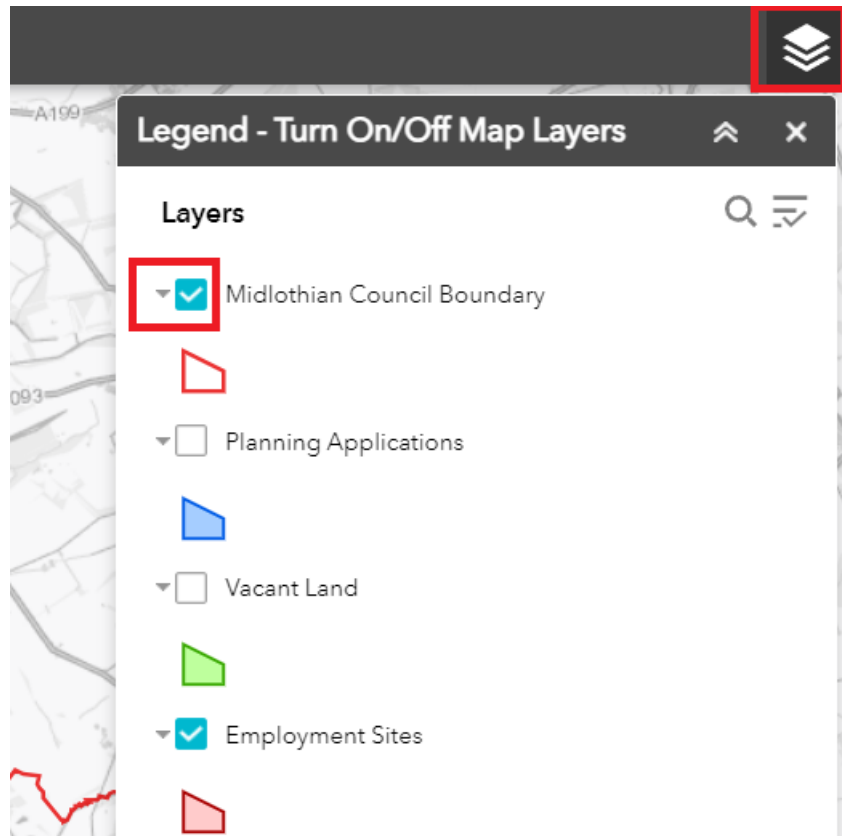 A199
Legend - Turn On/Off Map Layers
Layers
Midlothian Council Boundary
093
Planning Applications
Vacant Land
Employment Sites